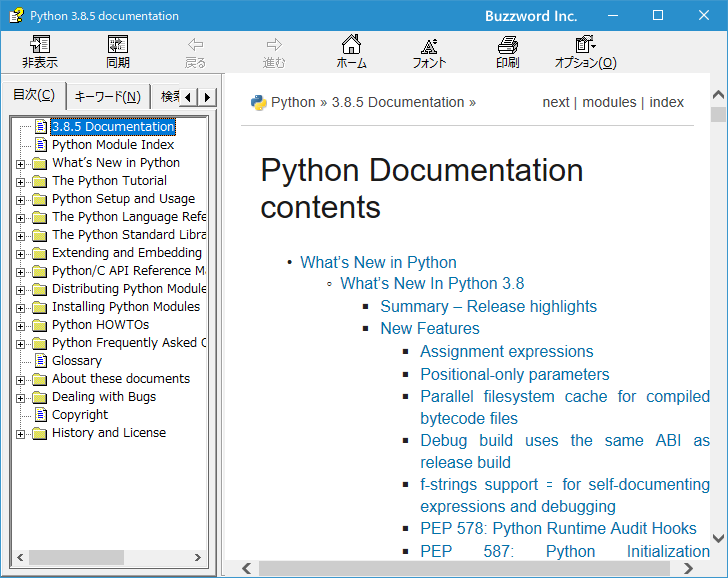 Python 3.8.5 documentation
Buzzword Inc.
非表示
同期
戻る
進む
ホーム
フォント
印刷
オプション(O)
目次(C)
キーワード(N)
検索
3.8.5 Documentation
Python Module Index
What's New in Python
The Python Tutorial
Python Setup and Usage
The Python Language Refe
The Python Standard Libra
Extending and Embedding
Python/C API Reference M
Distributing Python Module
Installing Python Modules
Python HOWTOs
Python Frequently Asked Q
Glossary
About these documents
Dealing with Bugs
Copyright
History and License
Python » 3.8.5 Documentation »
next | modules | index
Python Documentation
contents
• What's New in Python
◦ What's New In Python 3.8
▪ Summary – Release highlights
▪ New Features
▪ Assignment expressions
▪ Positional-only parameters
▪ Parallel filesystem cache for compiled
bytecode files
▪ Debug build uses the same ABI as
release build
▪ f-strings support = for self-documenting
expressions and debugging
▪ PEP 578: Python Runtime Audit Hooks
▪ PEP 587: Python Initialization